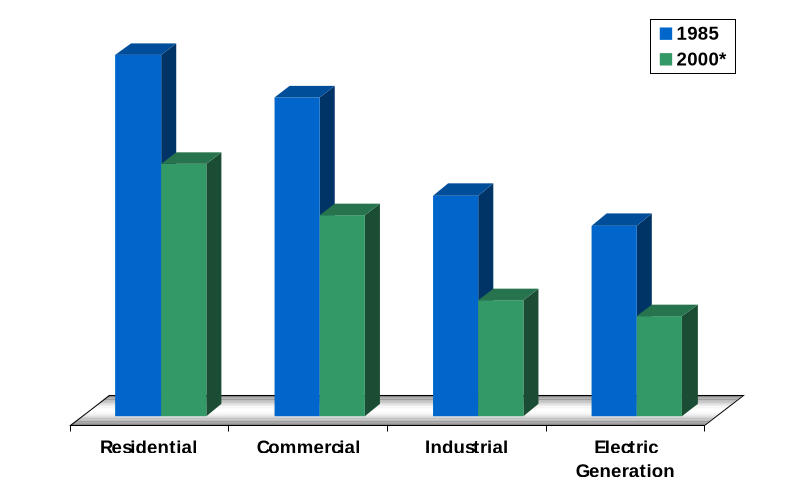 1985
2000*
Residential
Commercial
Industrial
Electric
Generation